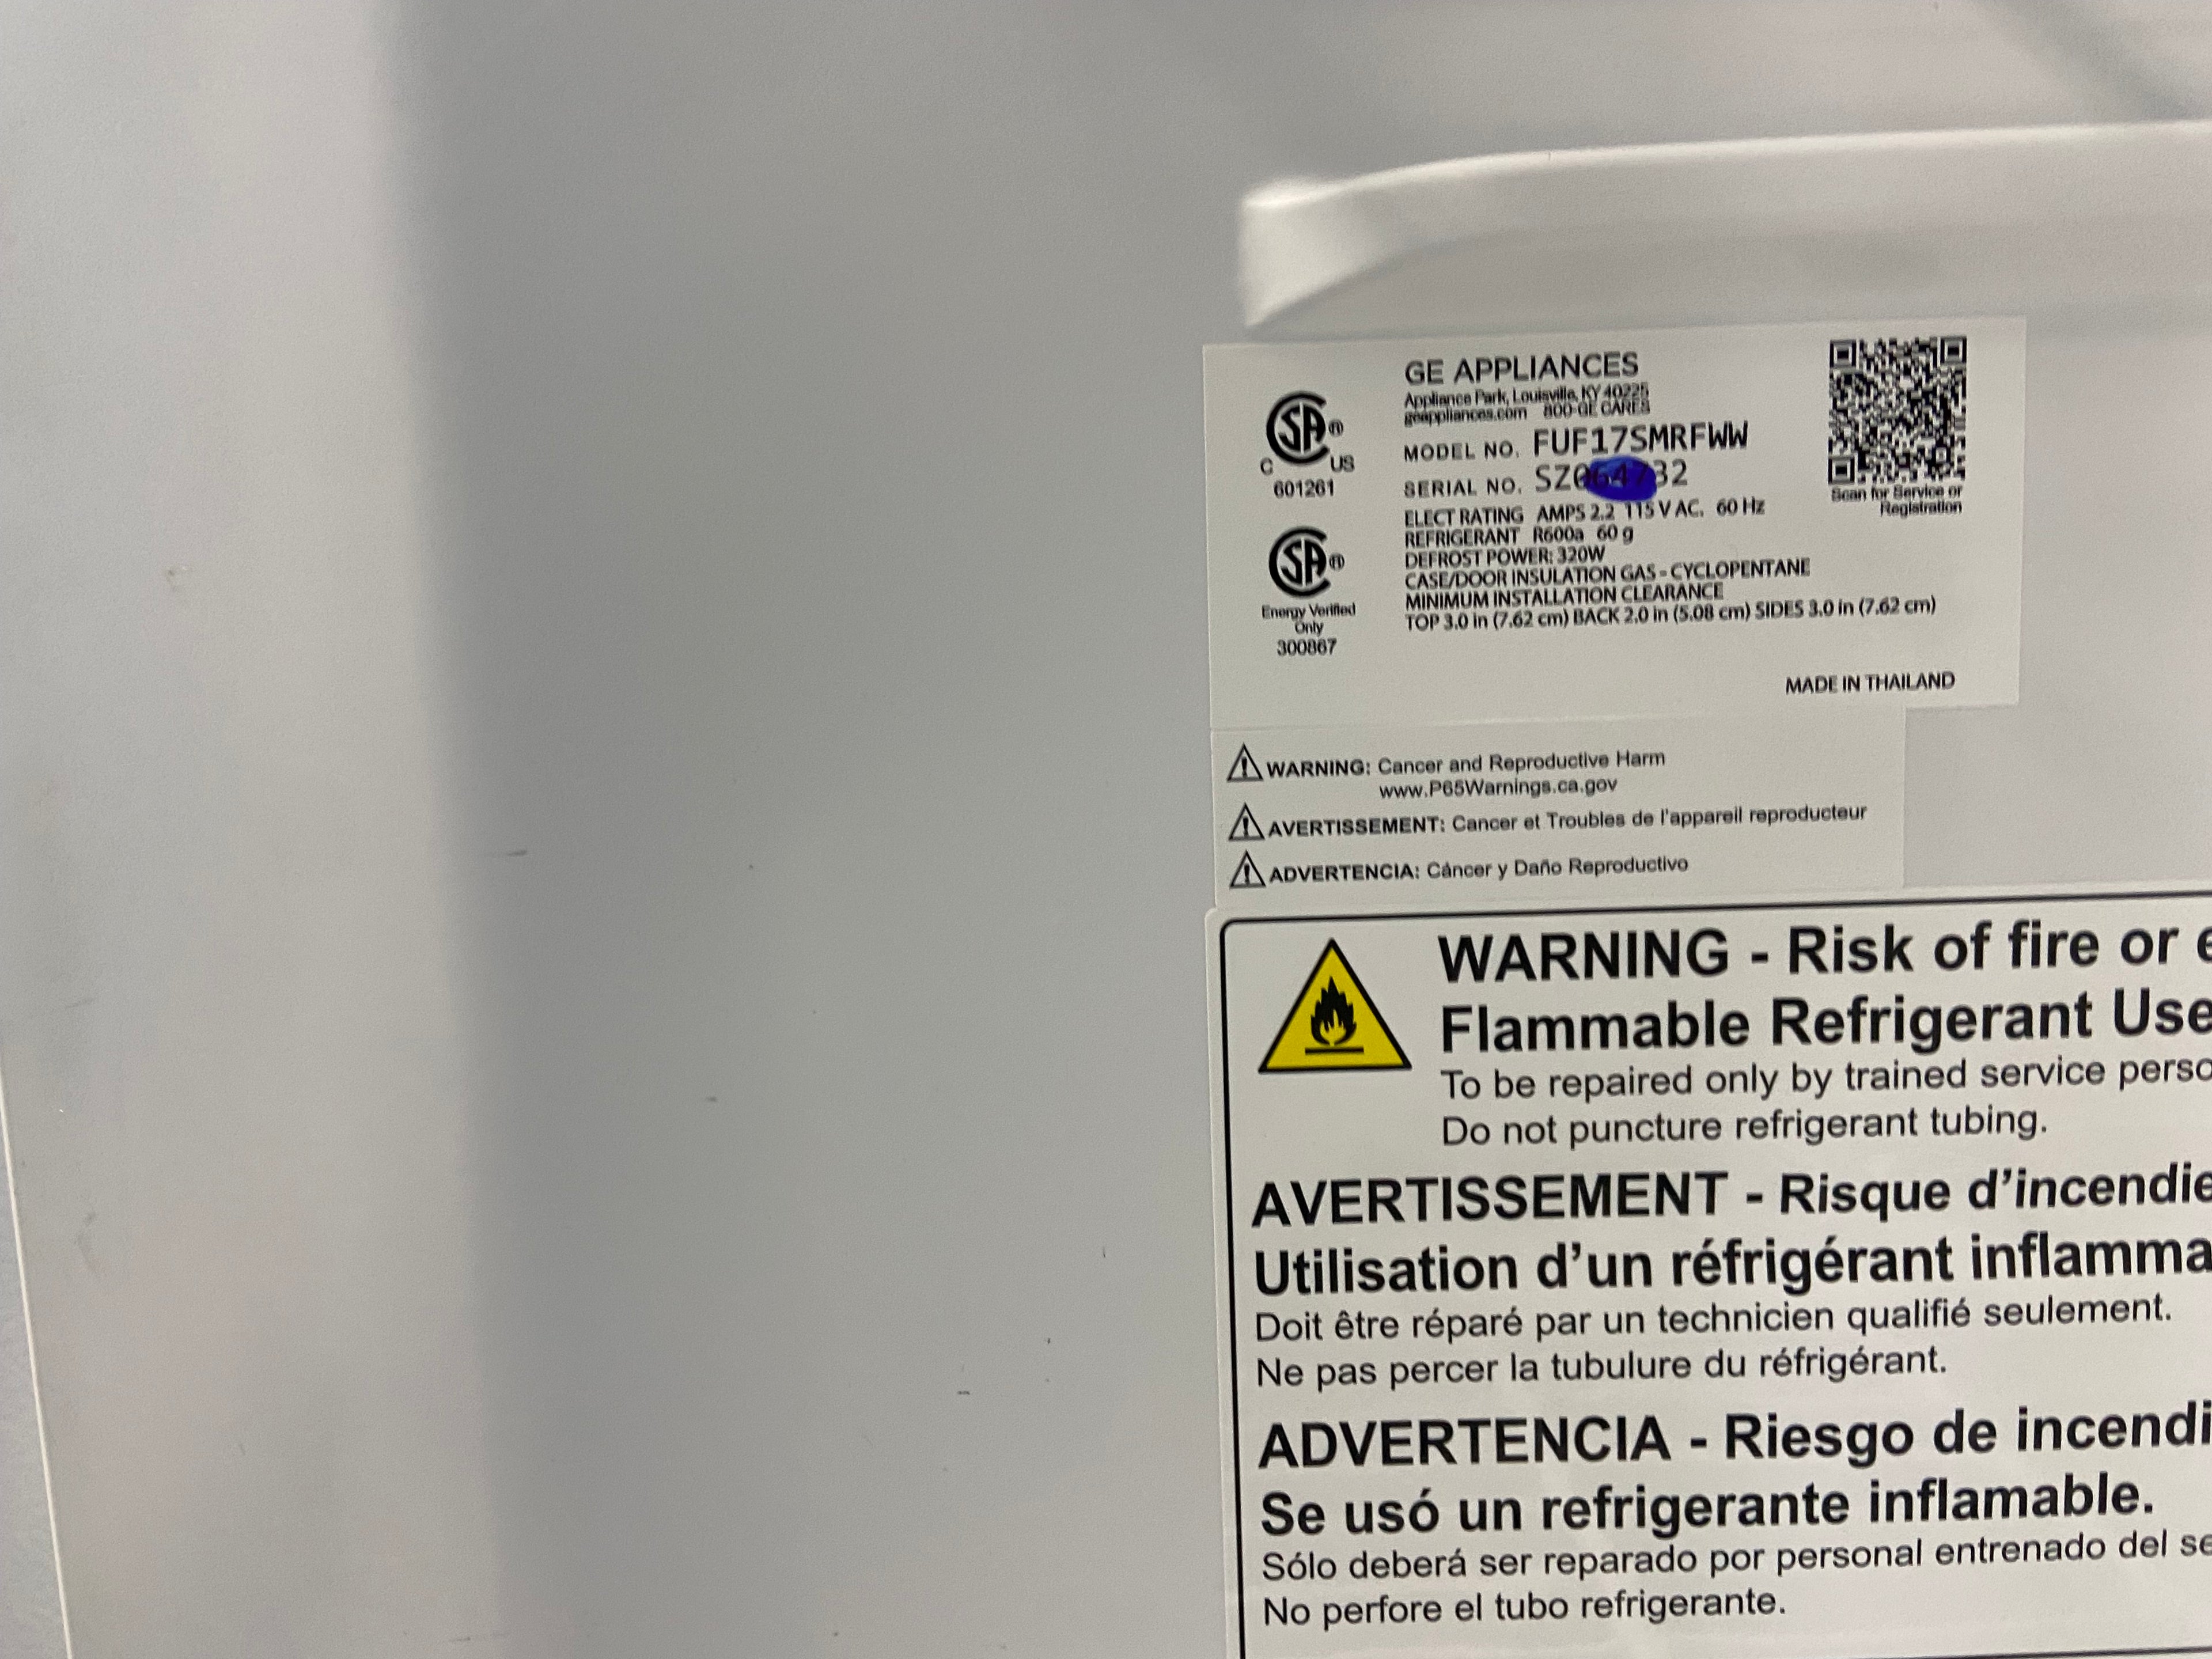 GE APPLIANCES
Appliance Park, Louisville, KY 40225
geappliances.com 800-GE CARES
MODEL NO. FUF17SMRFWW
SERIAL NO.
ELECT RATING AMPS 2.2 115 V AC. 60 Hz
REFRIGERANT R600a 60 g
DEFROST POWER: 320W
CASE/DOOR INSULATION GAS - CYCLOPENTANE
MINIMUM INSTALLATION CLEARANCE
TOP 3.0 in (7.62 cm) BACK 2.0 in (5.08 cm) SIDES 3.0 in (7.62 cm)
MADE IN THAILAND
SA ®
C US
601261
SA ®
Energy Verified
Only
300867
Scan for Service or
Registration
WARNING: Cancer and Reproductive Harm
www.P65Warnings.ca.gov
AVERTISSEMENT: Cancer et Troubles de l'appareil reproducteur
ADVERTENCIA: Cáncer y Daño Reproductivo
WARNING - Risk of fire or e
Flammable Refrigerant Use
To be repaired only by trained service perso
Do not puncture refrigerant tubing.
AVERTISSEMENT - Risque d'incendie
Utilisation d'un réfrigérant inflamma
Doit être réparé par un technicien qualifié seulement.
Ne pas percer la tubulure du réfrigérant.
ADVERTENCIA - Riesgo de incendi
Se usó un refrigerante inflamable.
Sólo deberá ser reparado por personal entrenado del se
No perfore el tubo refrigerante.